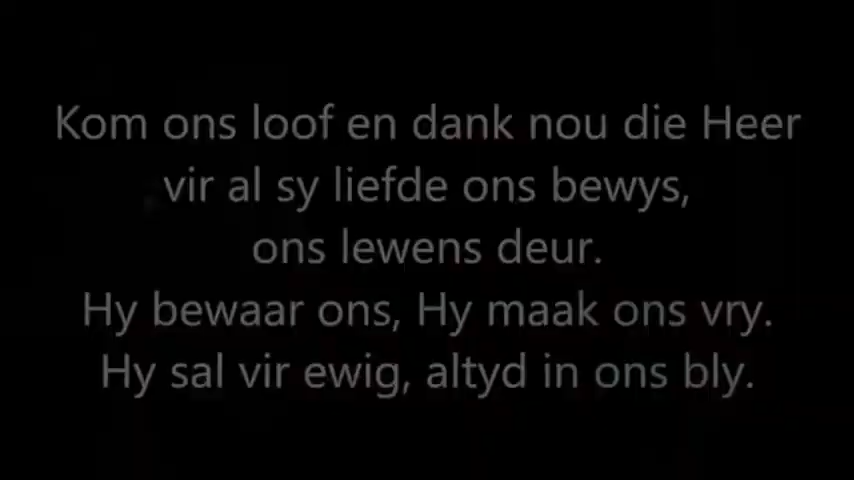 Kom ons loof en dank nou die Heer
vir al sy liefde ons bewys,
ons lewens deur.
Hy bewaar ons, Hy maak ons vry.
Hy sal vir ewig, altyd in ons bly.